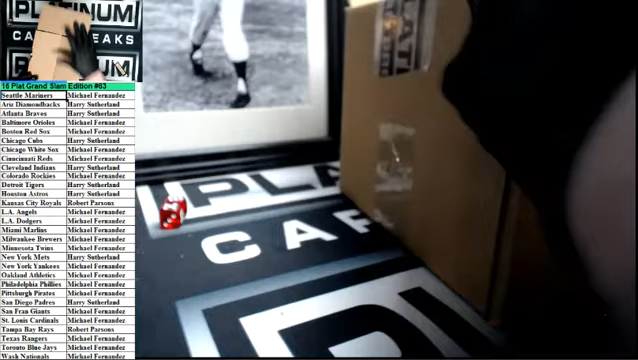 PLATINUM
CA EAKS
16 Plat Grand Slam Edition #63
Seattle Mariners Michael Fernandez
Ariz Diamondbacks Harry Sutherland
Atlanta Braves Harry Sutherland
Baltimore Orioles Michael Fernandez
Boston Red Sox Michael Fernandez
Chicago Cubs Harry Sutherland
Chicago White Sox Michael Fernandez
Cincinnati Reds Michael Fernandez
Cleveland Indians Harry Sutherland
Colorado Rockies Michael Fernandez
Detroit Tigers Harry Sutherland
Houston Astros Harry Sutherland
Kansas City Royals Robert Parsons
L.A. Angels Michael Fernandez
L.A. Dodgers Michael Fernandez
Miami Marlins Michael Fernandez
Milwaukee Brewers Michael Fernandez
Minnesota Twins Michael Fernandez
New York Mets Harry Sutherland
New York Yankees Michael Fernandez
Oakland Athletics Michael Fernandez
Philadelphia Phillies Michael Fernandez
Pittsburgh Pirates Michael Fernandez
San Diego Padres Harry Sutherland
San Fran Giants Michael Fernandez
St. Louis Cardinals Michael Fernandez
Tampa Bay Rays Robert Parsons
Texas Rangers Michael Fernandez
Toronto Blue Jays Michael Fernandez
Wash Nationals Michael Fernandez
PLA
CAR